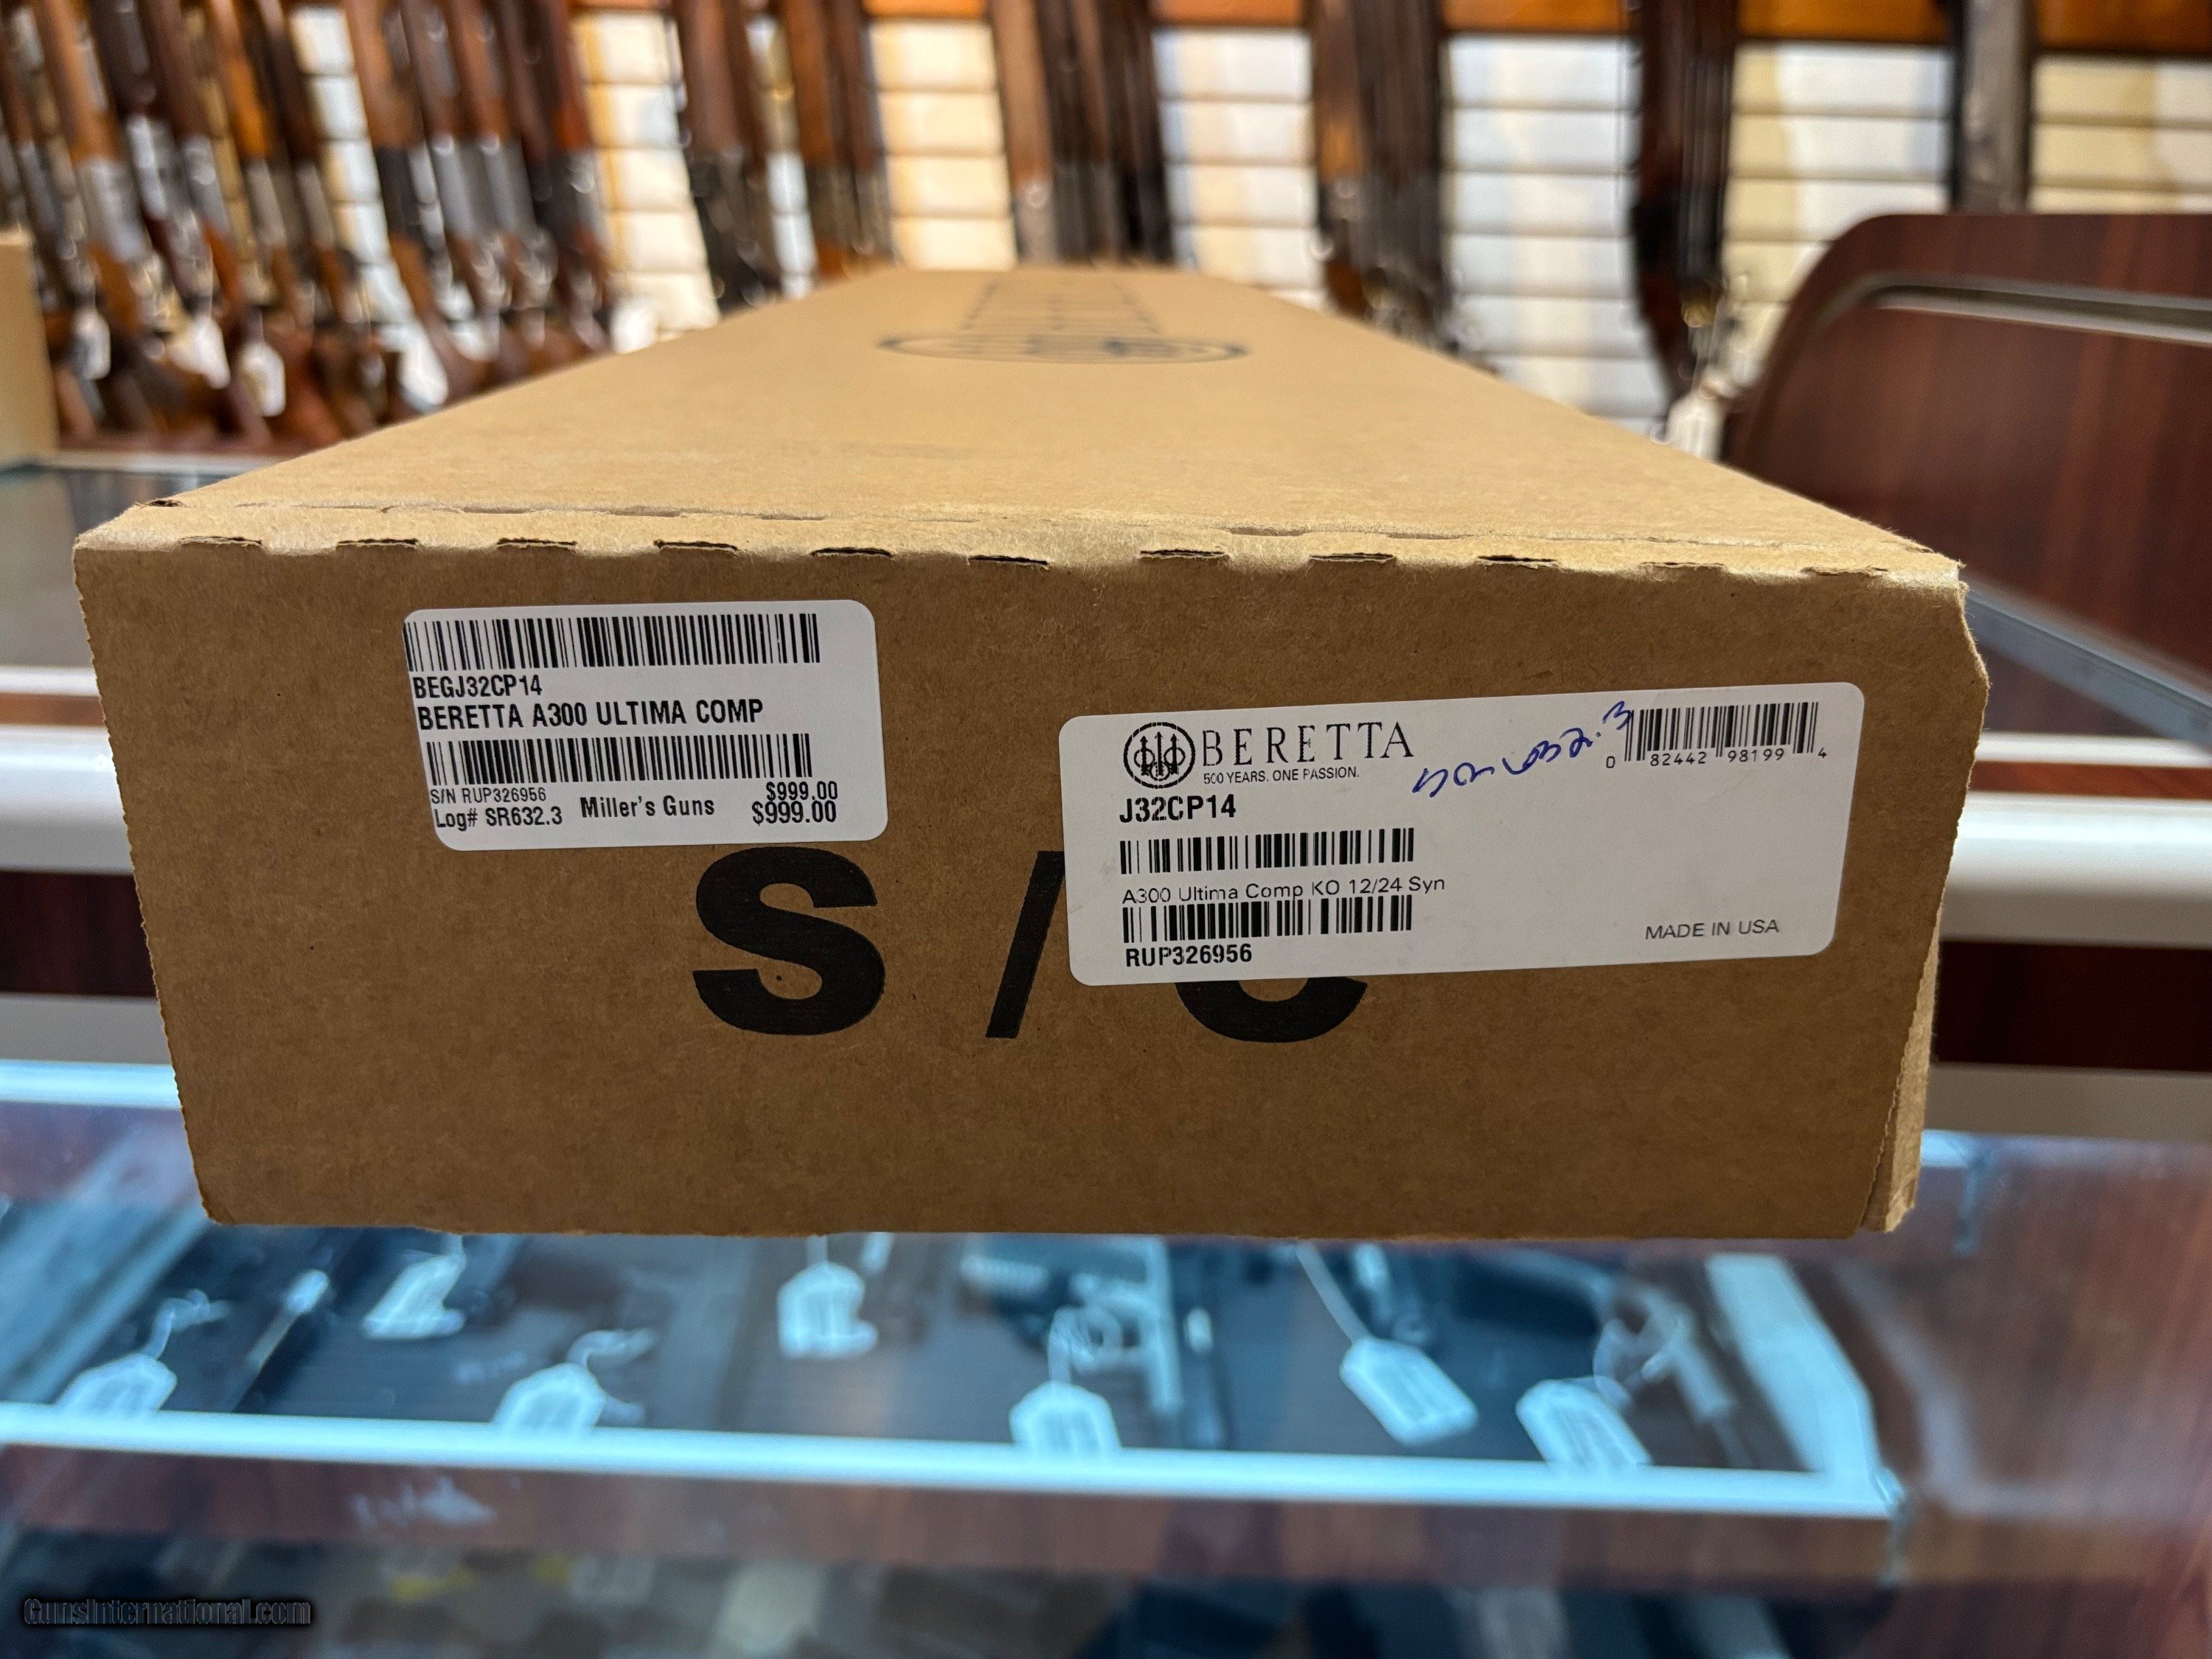 BEGJ32CP14
BERETTA A300 ULTIMA COMP
S/N RUP326956 $999.00
Log# SR632.3 Miller's Guns $999.00
BERETTA
500 YEARS. ONE PASSION.
0 82442 98199 4
J32CP14
A300 Ultima Comp KO 12/24 Syn
RUP326956
MADE IN USA
S/C
GunsInternational.com